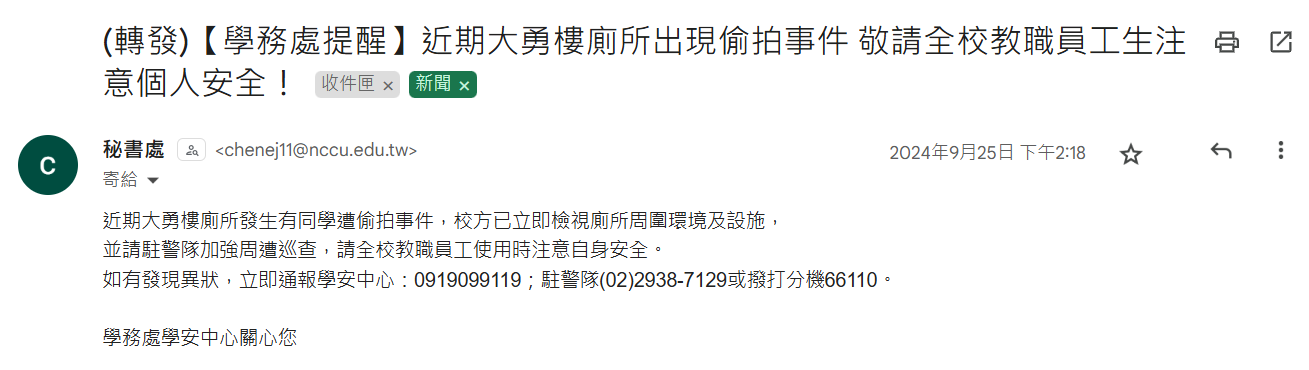 (轉發)【學務處提醒】近期大勇樓廁所出現偷拍事件 敬請全校教職員工生注
意個人安全！ 收件匣 × 新聞 ×
C
秘書處 <chenej11@nccu.edu.tw>
2024年9月25日 下午2:18
寄給
近期大勇樓廁所發生有同學遭偷拍事件，校方已立即檢視廁所周圍環境及設施，
並請駐警隊加強周遭巡查，請全校教職員工使用時注意自身安全。
如有發現異狀，立即通報學安中心：0919099119；駐警隊(02)2938-7129或撥打分機66110。
學務處學安中心關心您